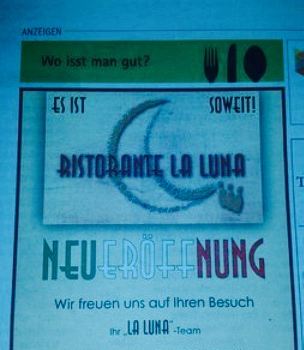 ANZEIGEN
Wo isst man gut?
ES IST SOWEIT!
RISTORANTE LA LUNA
NEUERÖFFNUNG
Wir freuen uns auf Ihren Besuch
Ihr „LA LUNA“-Team